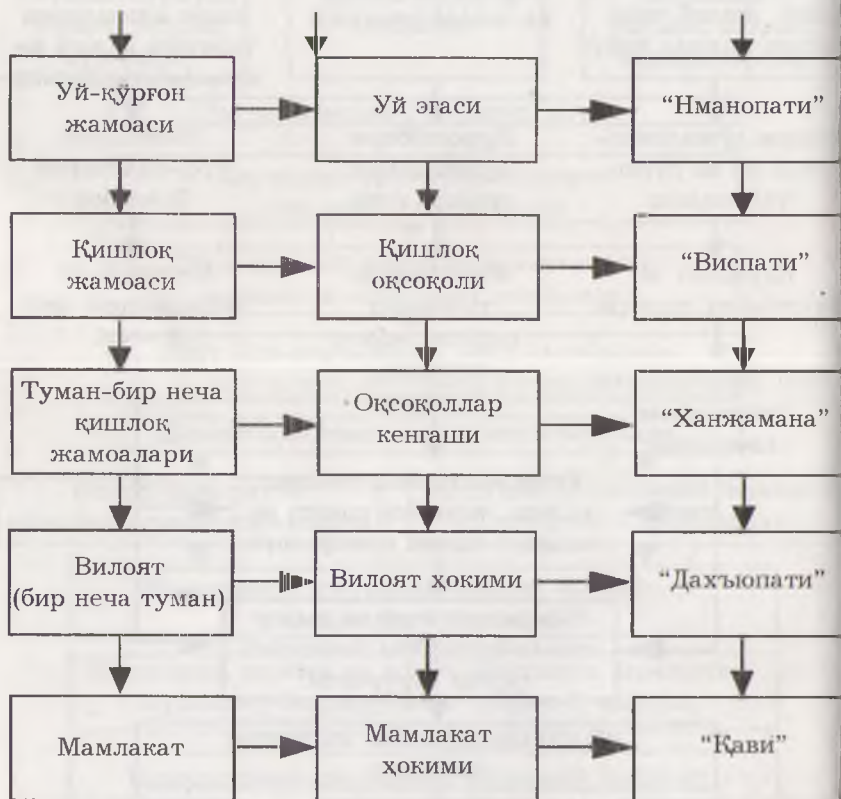 Уй-қўрғон
жамоаси
Уй эгаси
“Нманопати”
Қишлоқ
жамоаси
Қишлоқ
оқсоқоли
“Виспати”
Туман-бир неча
қишлоқ
жамоалари
Оқсоқоллар
кенгаши
“Ханжамана”
Вилоят
(бир неча туман)
Вилоят ҳокими
“Дахъюпати”
Мамлакат
Мамлакат
ҳокими
“Қави”